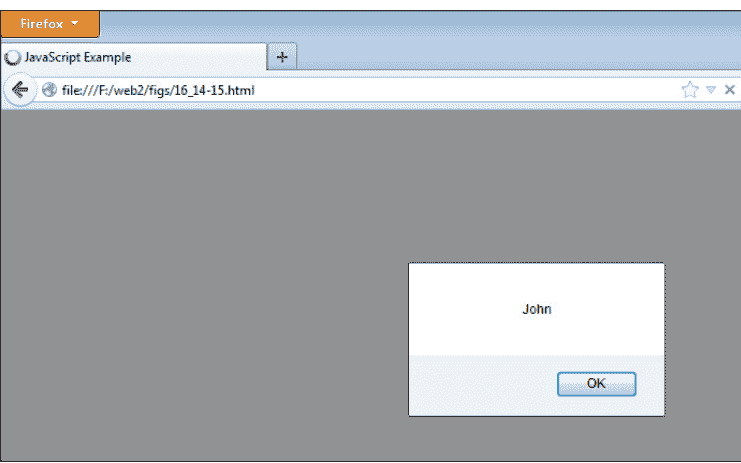 Firefox
JavaScript Example
file:///F:/web2/figs/16_14-15.html
John
OK